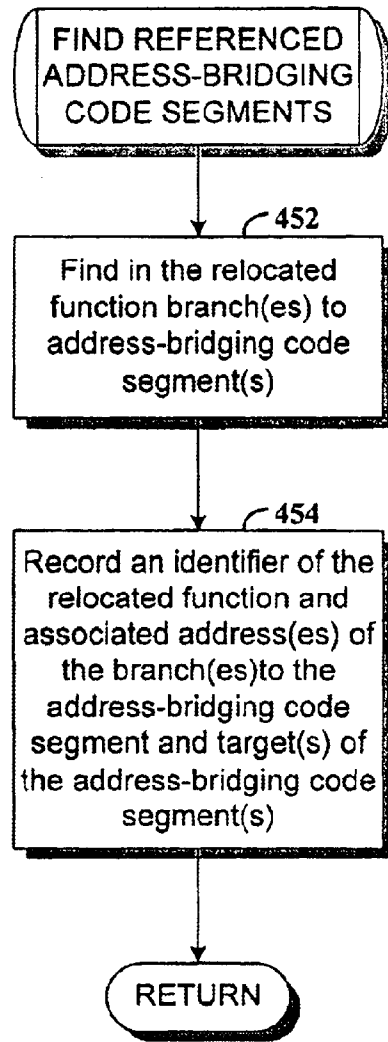 FIND REFERENCED
ADDRESS-BRIDGING
CODE SEGMENTS
452
Find in the relocated
function branch(es) to
address-bridging code
segment(s)
454
Record an identifier of the
relocated function and
associated address(es) of
the branch(es)to the
address-bridging code
segment and target(s) of
the address-bridging code
segment(s)
RETURN